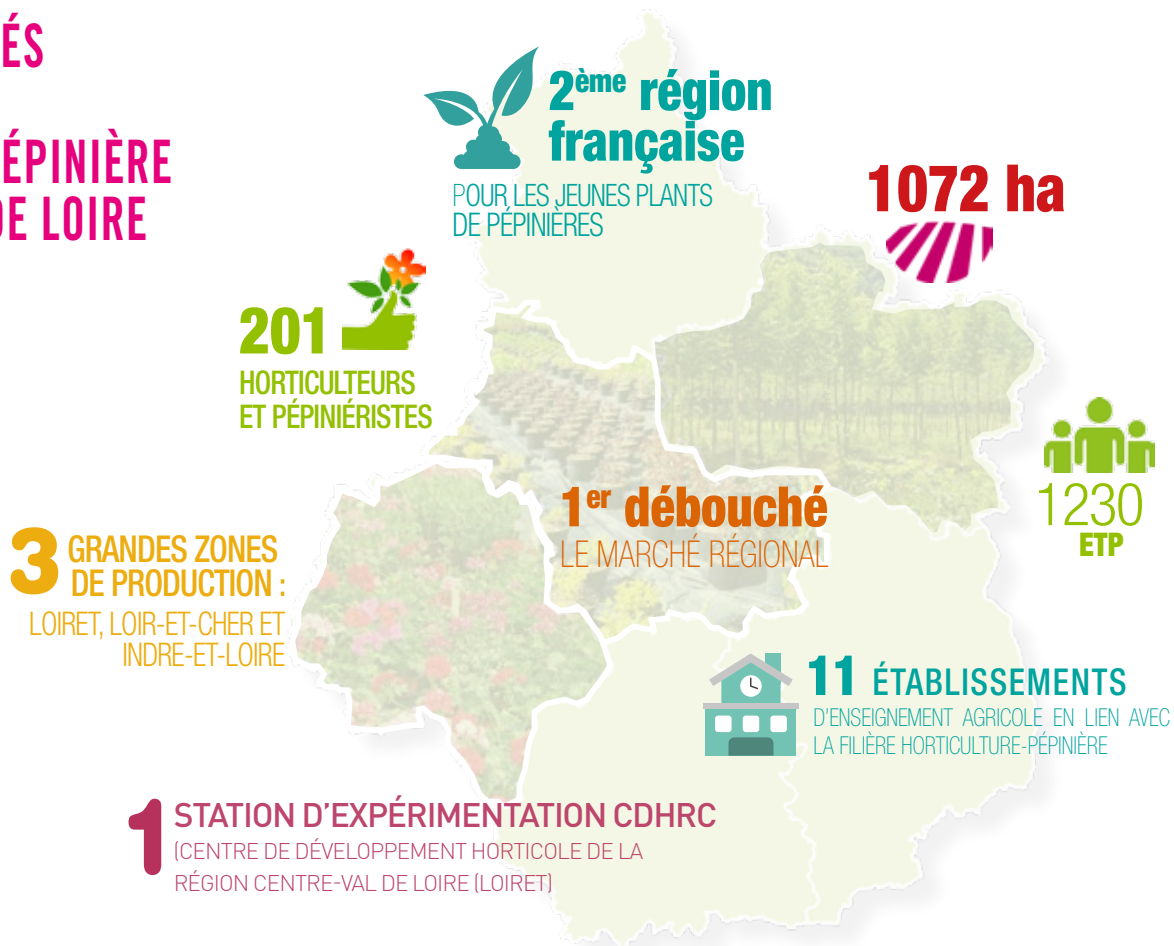 ÉS
ÉPINIÈRE
DE LOIRE
2ème région
française
POUR LES JEUNES PLANTS
DE PÉPINIÈRES
1072 ha
201
HORTICULTEURS
ET PÉPINIÉRISTES
1230
ETP
1er débouché
LE MARCHÉ RÉGIONAL
3 GRANDES ZONES
DE PRODUCTION :
LOIRET, LOIR-ET-CHER ET
INDRE-ET-LOIRE
11 ÉTABLISSEMENTS
D'ENSEIGNEMENT AGRICOLE EN LIEN AVEC
LA FILIÈRE HORTICULTURE-PÉPINIÈRE
1 STATION D'EXPÉRIMENTATION CDHRC
(CENTRE DE DÉVELOPPEMENT HORTICOLE DE LA
RÉGION CENTRE-VAL DE LOIRE (LOIRET)